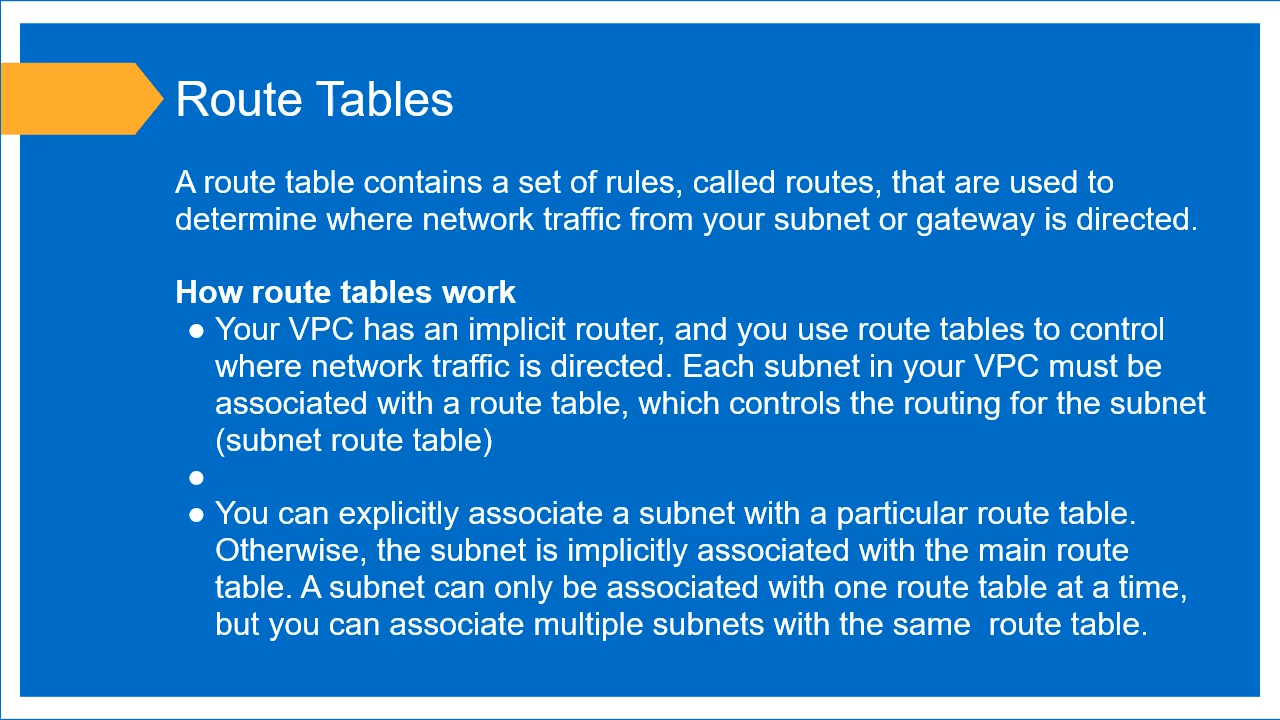 Route Tables
A route table contains a set of rules, called routes, that are used to
determine where network traffic from your subnet or gateway is directed.
How route tables work
● Your VPC has an implicit router, and you use route tables to control
where network traffic is directed. Each subnet in your VPC must be
associated with a route table, which controls the routing for the subnet
(subnet route table)
●
● You can explicitly associate a subnet with a particular route table.
Otherwise, the subnet is implicitly associated with the main route
table. A subnet can only be associated with one route table at a time,
but you can associate multiple subnets with the same  route table.